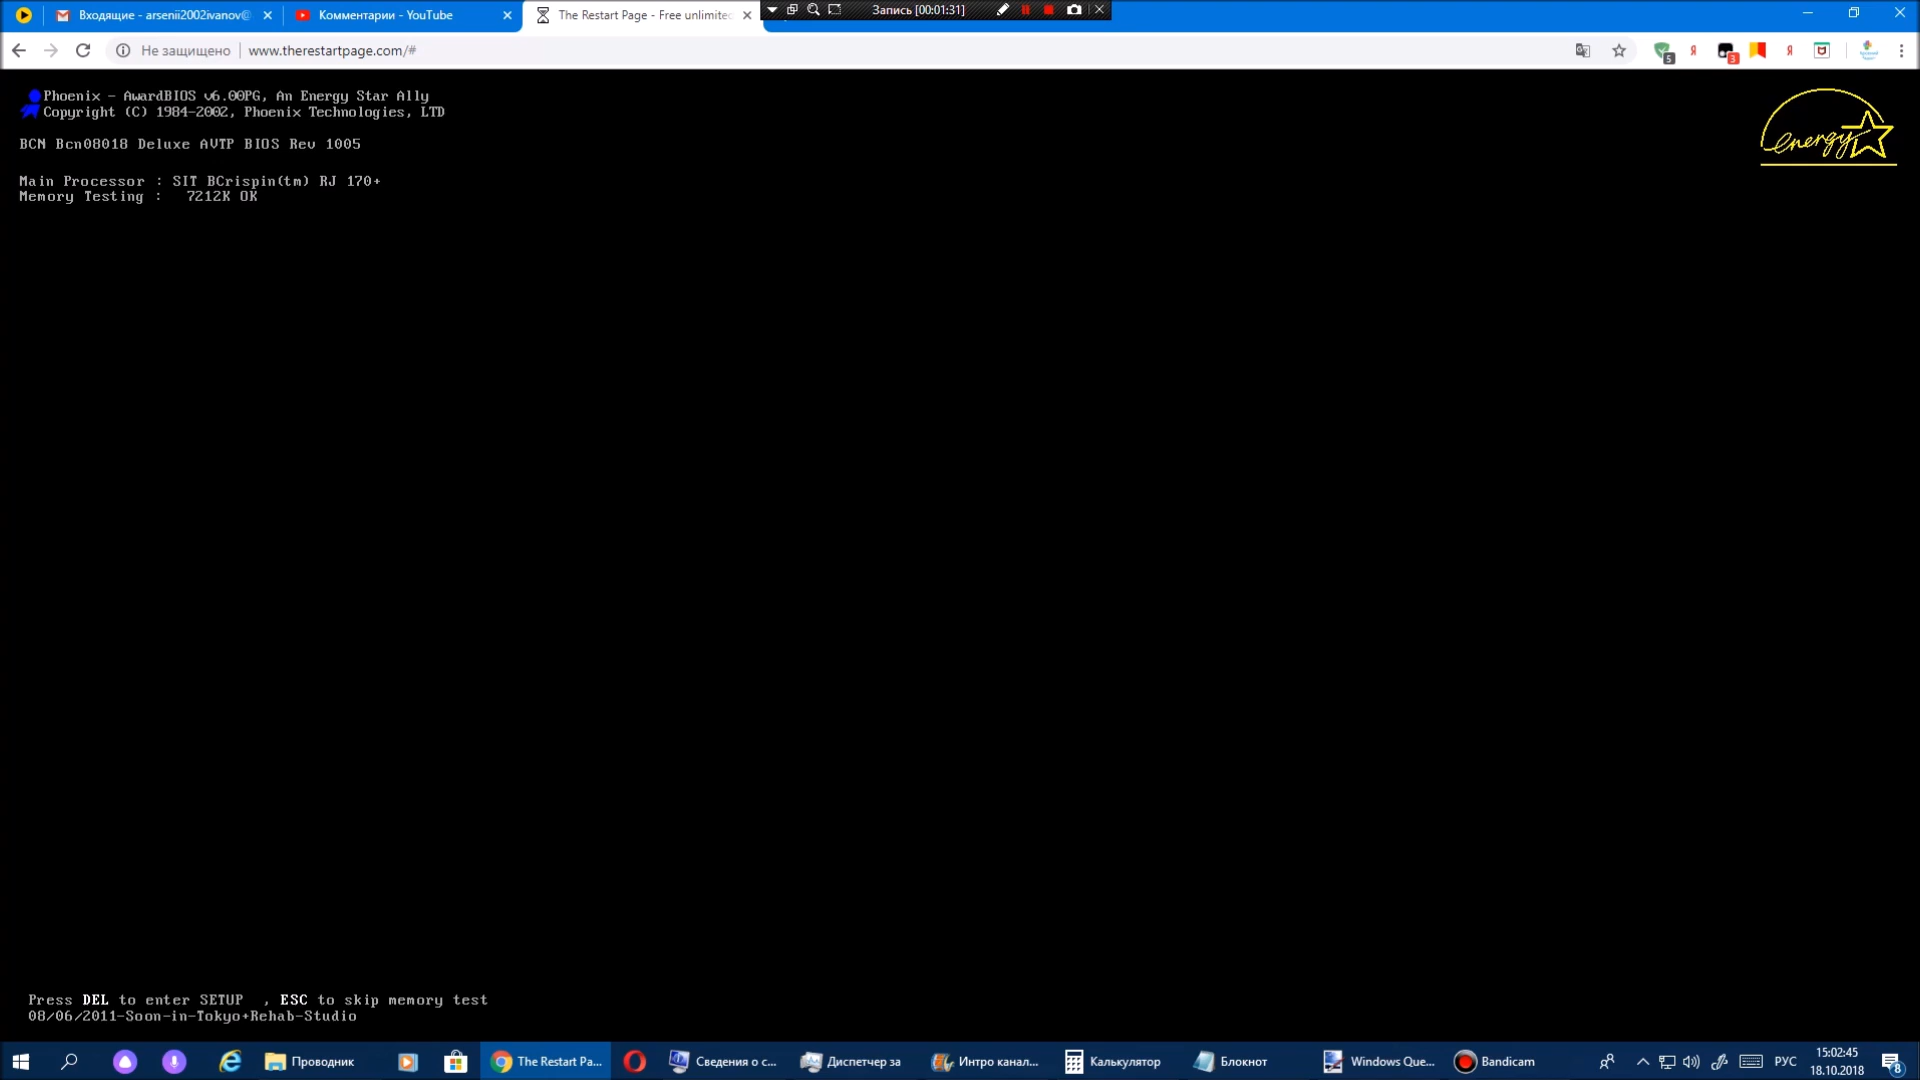 Входящие - arsenii2002ivanov@
Комментарии - YouTube
The Restart Page - Free unlimited
Запись [00:01:31]
Не защищено
www.therestartpage.com/#
5
3
Phoenix - AwardBIOS v6.00PG, An Energy Star Ally
Copyright (C) 1984-2002, Phoenix Technologies, LTD
energy
BCN Bcn08018 Deluxe AVTP BIOS Rev 1005
Main Processor : SIT BCrispin(tm) RJ 170+
Memory Testing : 7212K OK
Press DEL to enter SETUP , ESC to skip memory test
08/06/2011-Soon-in-Tokyo+Rehab-Studio
Проводник
The Restart Pa...
Сведения о с...
Диспетчер за
Интро канал...
Калькулятор
Блокнот
Windows Que...
Bandicam
РУС
15:02:45
18.10.2018
8